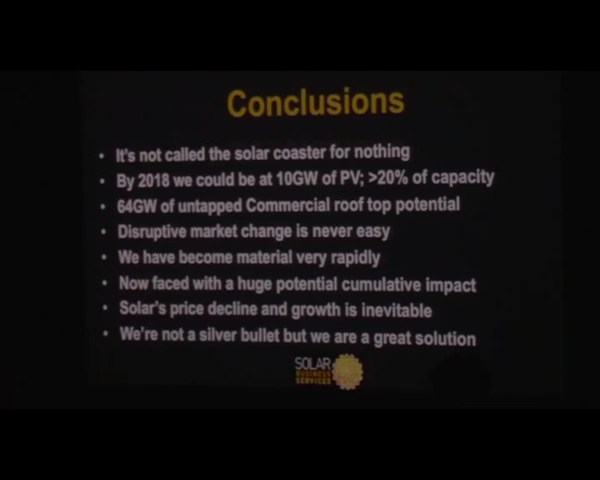 Conclusions
• It's not called the solar coaster for nothing
• By 2018 we could be at 10GW of PV; >20% of capacity
• 64GW of untapped Commercial roof top potential
• Disruptive market change is never easy
• We have become material very rapidly
• Now faced with a huge potential cumulative impact
• Solar's price decline and growth is inevitable
• We're not a silver bullet but we are a great solution
SOLAR
BUSINESS
SERVICES